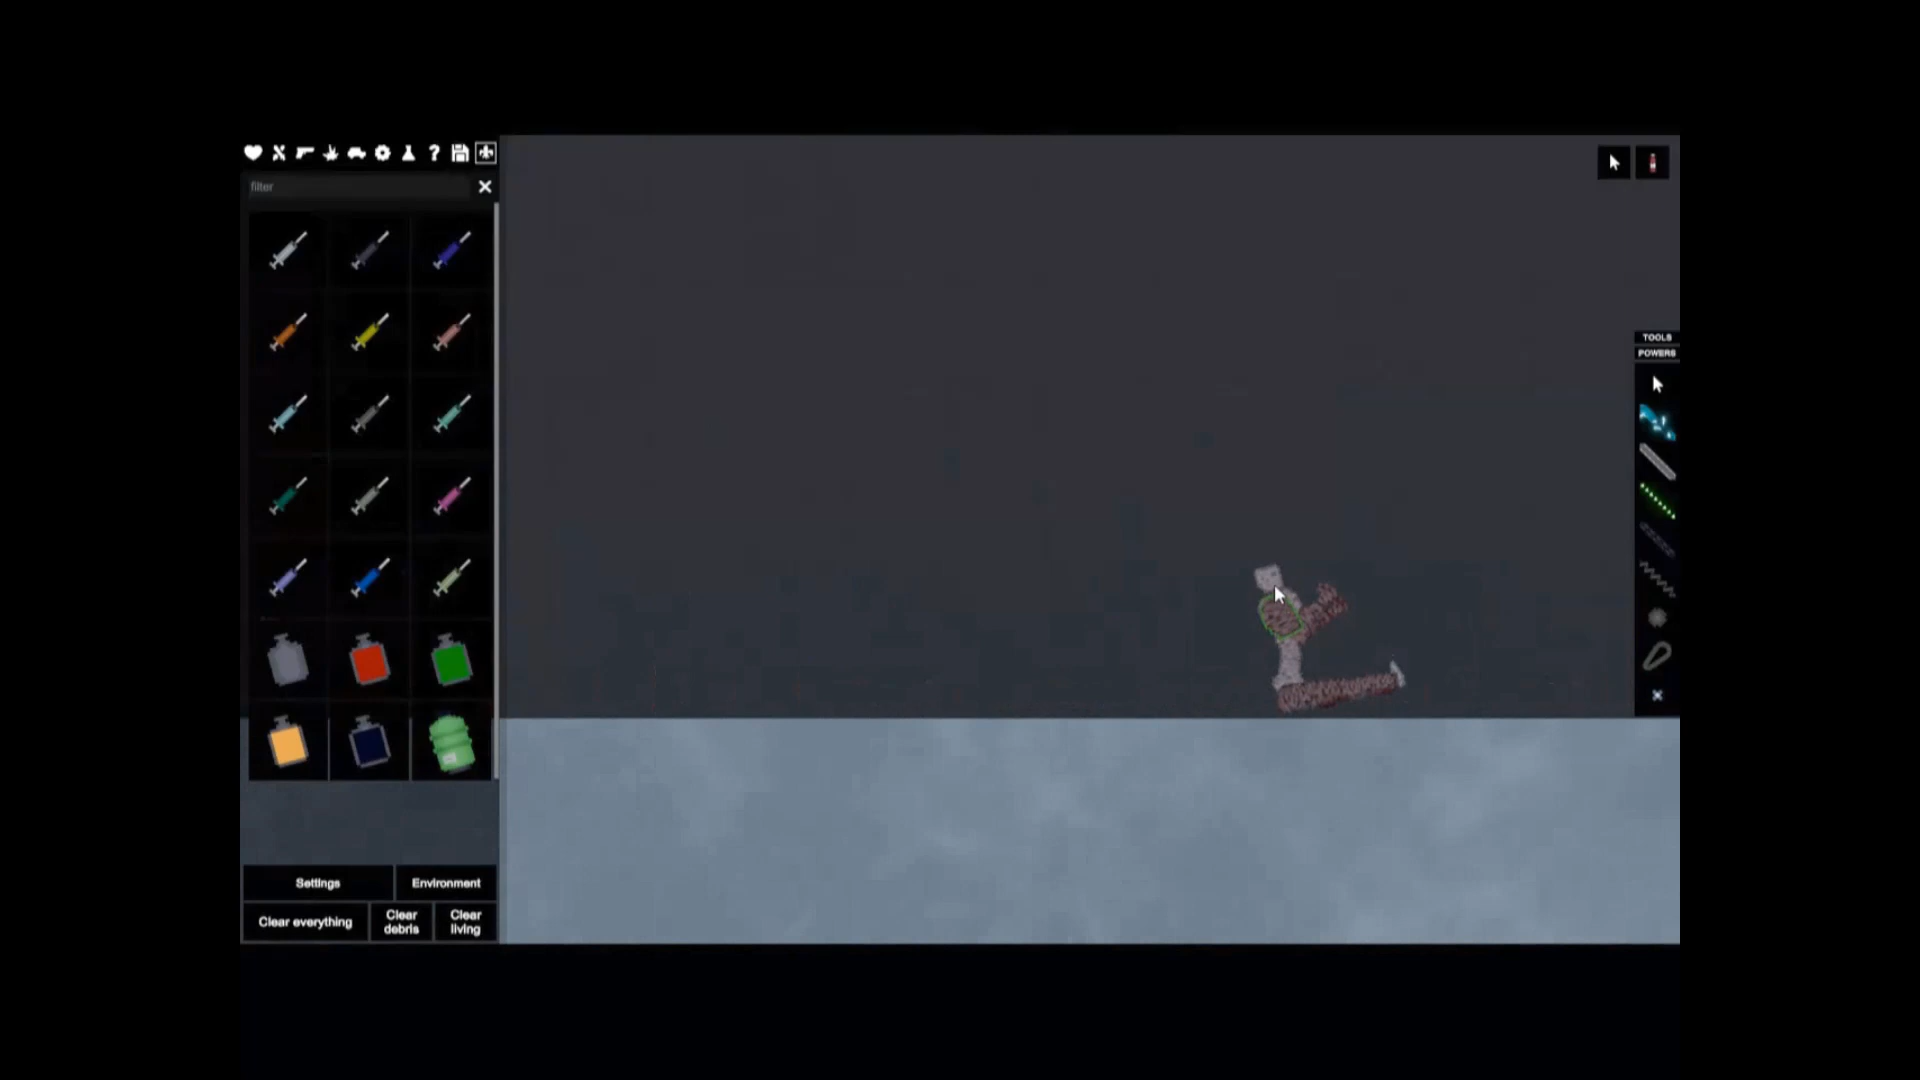 filter
TOOLS
POWERS
Settings
Environment
Clear everything
Clear
debris
Clear
living